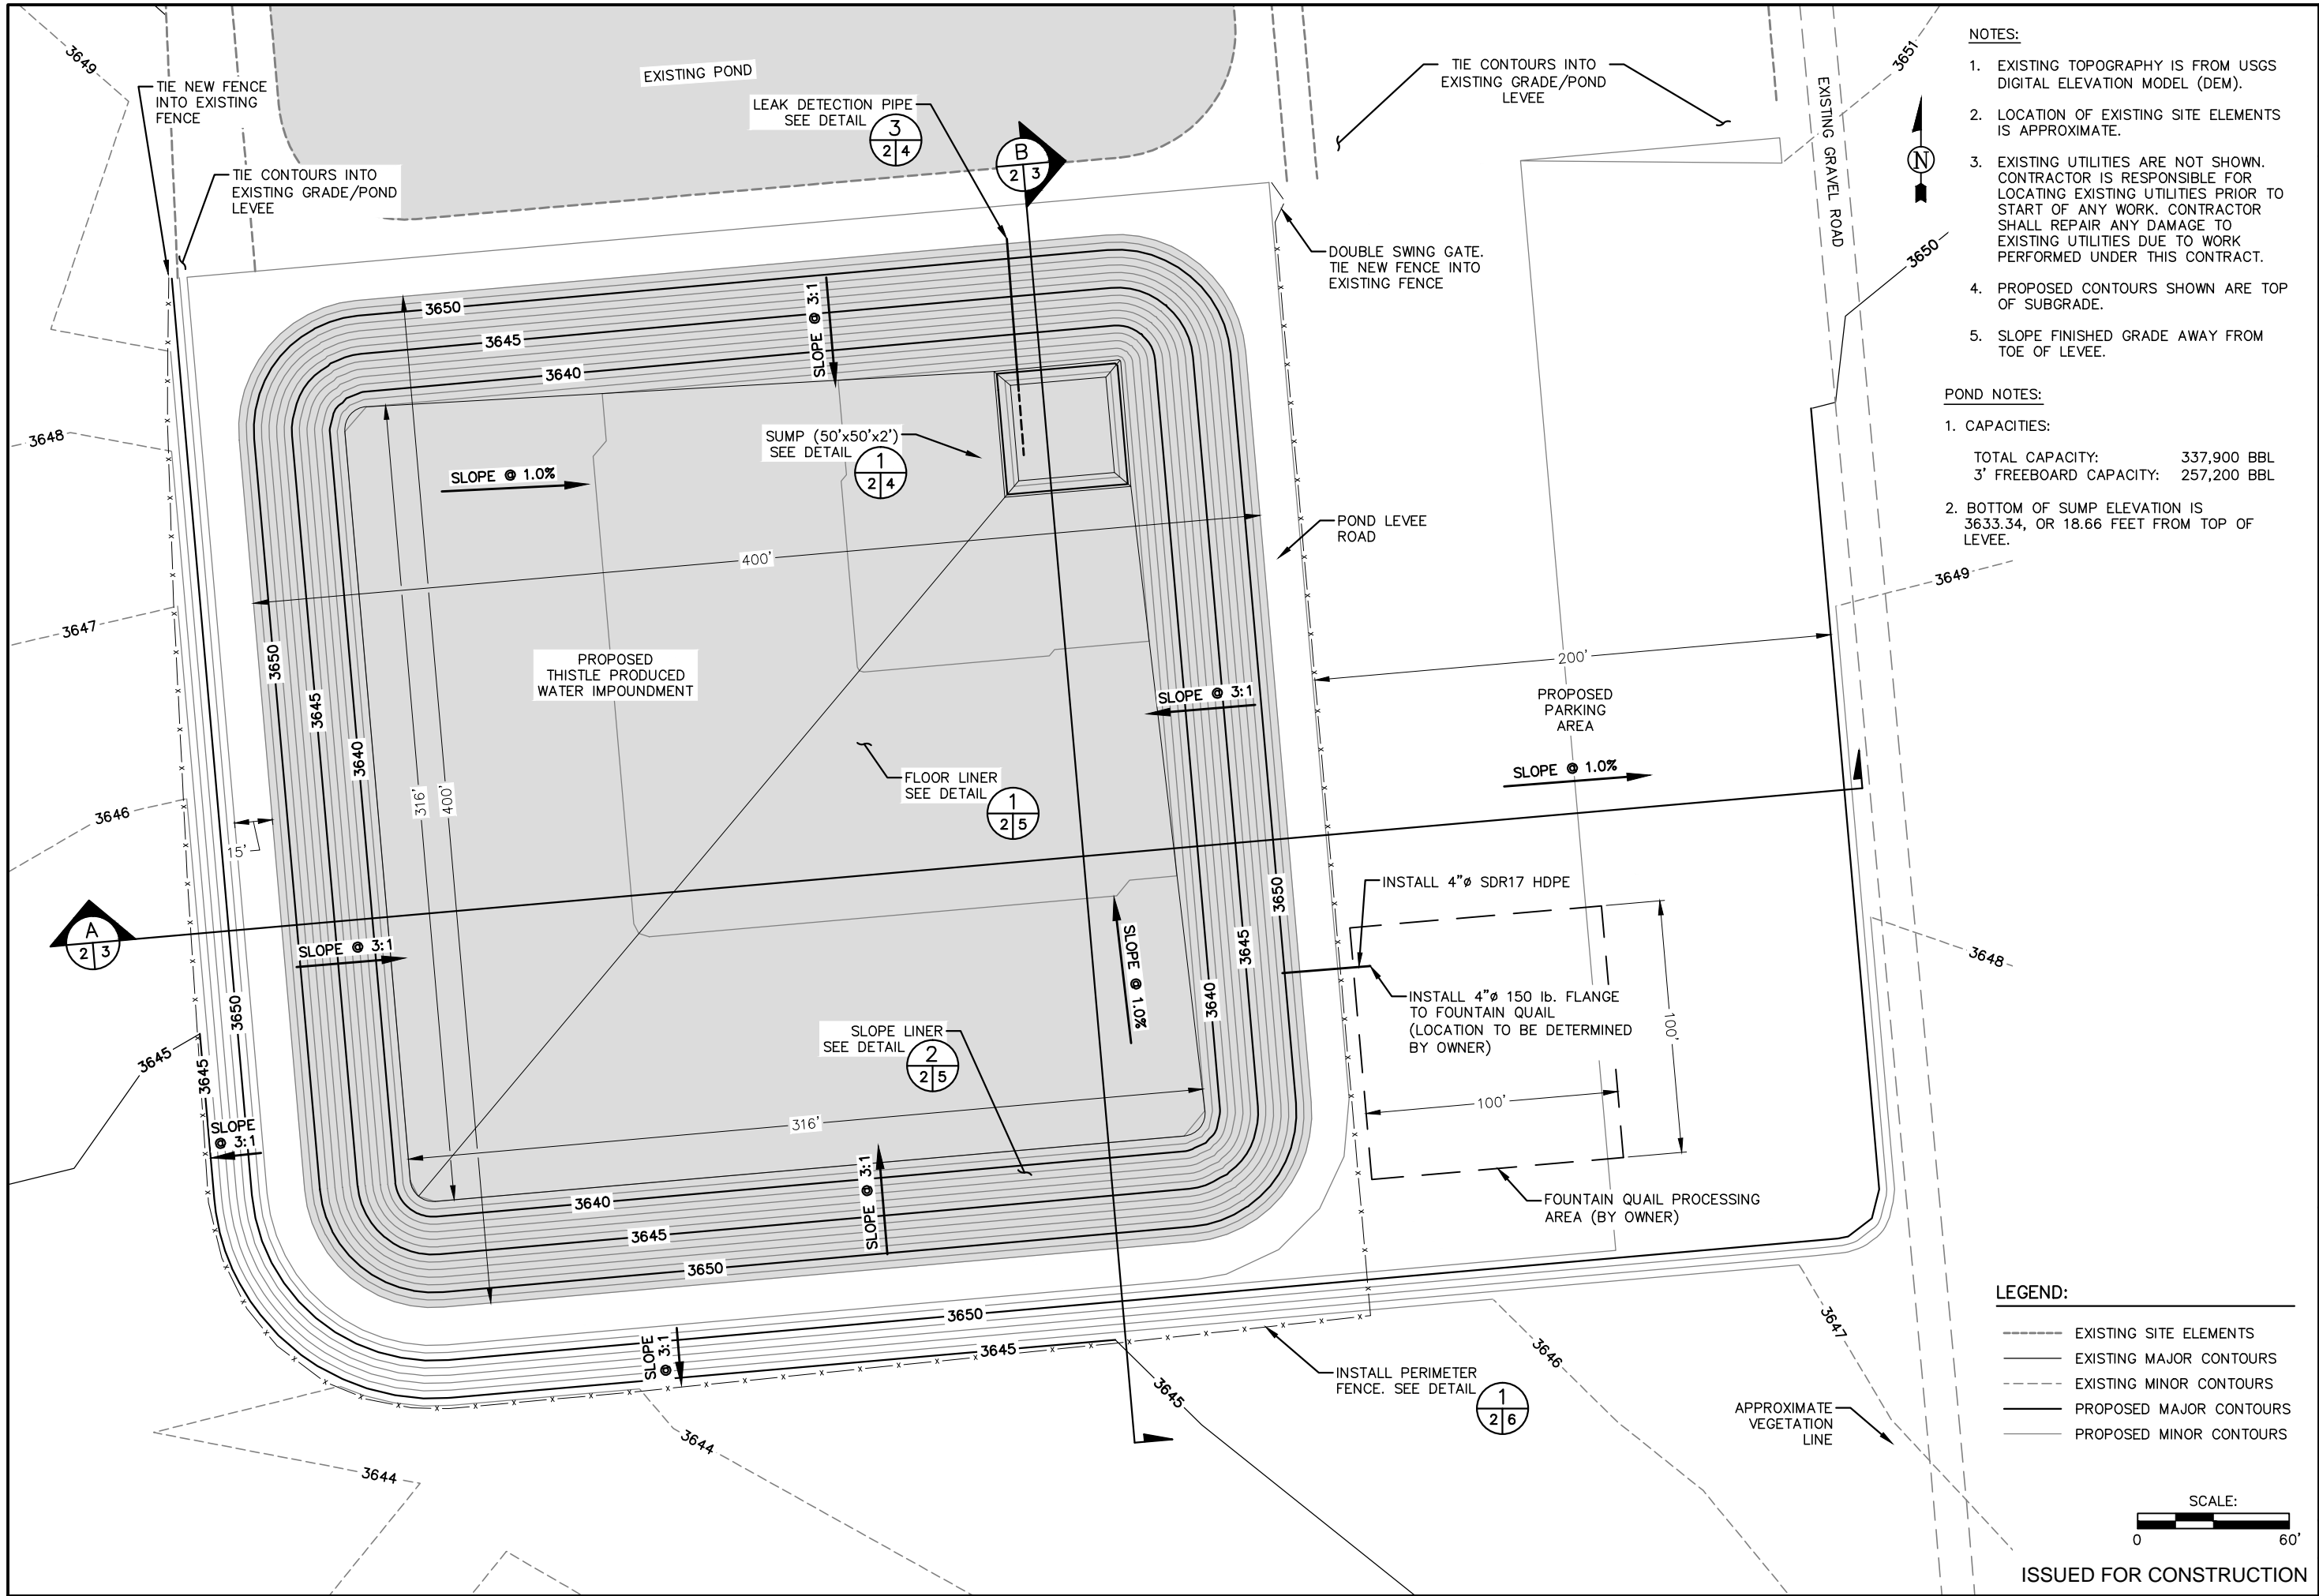 3649
TIE NEW FENCE
INTO EXISTING
FENCE
EXISTING POND
LEAK DETECTION PIPE
SEE DETAIL
3
2 4
B
2 3
TIE CONTOURS INTO
EXISTING GRADE/POND
LEVEE
TIE CONTOURS INTO
EXISTING GRADE/POND
LEVEE
EXISTING GRAVEL ROAD
3651
N
DOUBLE SWING GATE.
TIE NEW FENCE INTO
EXISTING FENCE
3650
3650
3645
3640
SLOPE @ 3:1
SUMP (50'x50'x2')
SEE DETAIL
1
2 4
SLOPE @ 1.0%
3648
400'
POND LEVEE
ROAD
3649
3647
3650
3645
3640
PROPOSED
THISTLE PRODUCED
WATER IMPOUNDMENT
200'
PROPOSED
PARKING
AREA
SLOPE @ 3:1
SLOPE @ 1.0%
FLOOR LINER
SEE DETAIL
1
2 5
316'
400'
3646
15'
A
2 3
SLOPE @ 3:1
3650
3645
3640
SLOPE @ 1.0%
INSTALL 4"ø SDR17 HDPE
INSTALL 4"ø 150 lb. FLANGE
TO FOUNTAIN QUAIL
(LOCATION TO BE DETERMINED
BY OWNER)
100'
100'
3648
3650
3645
3645
SLOPE
@ 3:1
SLOPE LINER
SEE DETAIL
2
2 5
316'
SLOPE @ 3:1
3640
3645
3650
FOUNTAIN QUAIL PROCESSING
AREA (BY OWNER)
3650
3645
SLOPE
@ 3:1
INSTALL PERIMETER
FENCE. SEE DETAIL
1
2 6
3645
3646
3647
APPROXIMATE
VEGETATION
LINE
3644
3644
NOTES:
1. EXISTING TOPOGRAPHY IS FROM USGS
DIGITAL ELEVATION MODEL (DEM).
2. LOCATION OF EXISTING SITE ELEMENTS
IS APPROXIMATE.
3. EXISTING UTILITIES ARE NOT SHOWN.
CONTRACTOR IS RESPONSIBLE FOR
LOCATING EXISTING UTILITIES PRIOR TO
START OF ANY WORK. CONTRACTOR
SHALL REPAIR ANY DAMAGE TO
EXISTING UTILITIES DUE TO WORK
PERFORMED UNDER THIS CONTRACT.
4. PROPOSED CONTOURS SHOWN ARE TOP
OF SUBGRADE.
5. SLOPE FINISHED GRADE AWAY FROM
TOE OF LEVEE.
POND NOTES:
1. CAPACITIES:
TOTAL CAPACITY: 337,900 BBL
3' FREEBOARD CAPACITY: 257,200 BBL
2. BOTTOM OF SUMP ELEVATION IS
3633.34, OR 18.66 FEET FROM TOP OF
LEVEE.
LEGEND:
EXISTING SITE ELEMENTS
EXISTING MAJOR CONTOURS
EXISTING MINOR CONTOURS
PROPOSED MAJOR CONTOURS
PROPOSED MINOR CONTOURS
SCALE:
0 60'
ISSUED FOR CONSTRUCTION